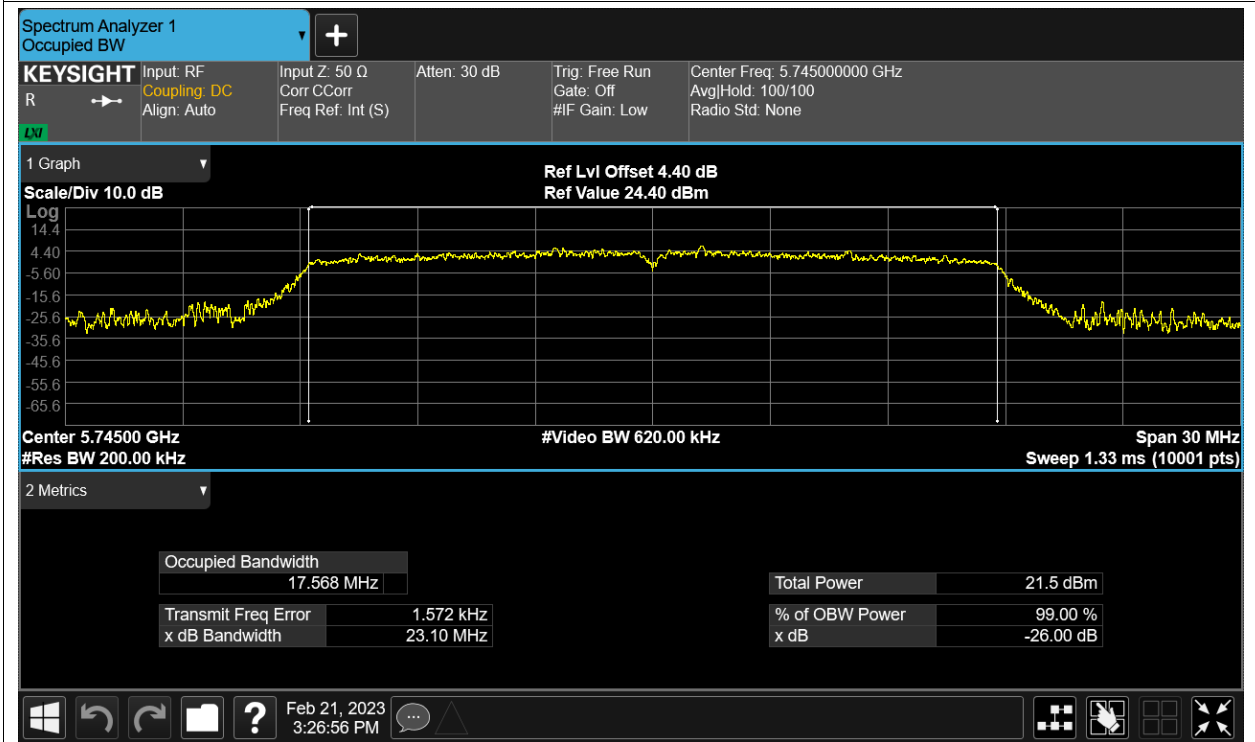 Spectrum Analyzer 1
Occupied BW
KEYSIGHT
R
LXI
Input: RF
Coupling: DC
Align: Auto
Input Z: 50 Ω
Corr CCorr
Freq Ref: Int (S)
Atten: 30 dB
Trig: Free Run
Gate: Off
#IF Gain: Low
Center Freq: 5.745000000 GHz
Avg|Hold: 100/100
Radio Std: None
1 Graph
Scale/Div 10.0 dB
Ref Lvl Offset 4.40 dB
Ref Value 24.40 dBm
Log
14.4
4.40
-5.60
-15.6
-25.6
-35.6
-45.6
-55.6
-65.6
Center 5.74500 GHz
#Video BW 620.00 kHz
Span 30 MHz
#Res BW 200.00 kHz
Sweep 1.33 ms (10001 pts)
2 Metrics
Occupied Bandwidth
17.568 MHz
Total Power 21.5 dBm
Transmit Freq Error 1.572 kHz
% of OBW Power 99.00 %
x dB Bandwidth 23.10 MHz
x dB -26.00 dB
?
Feb 21, 2023
3:26:56 PM